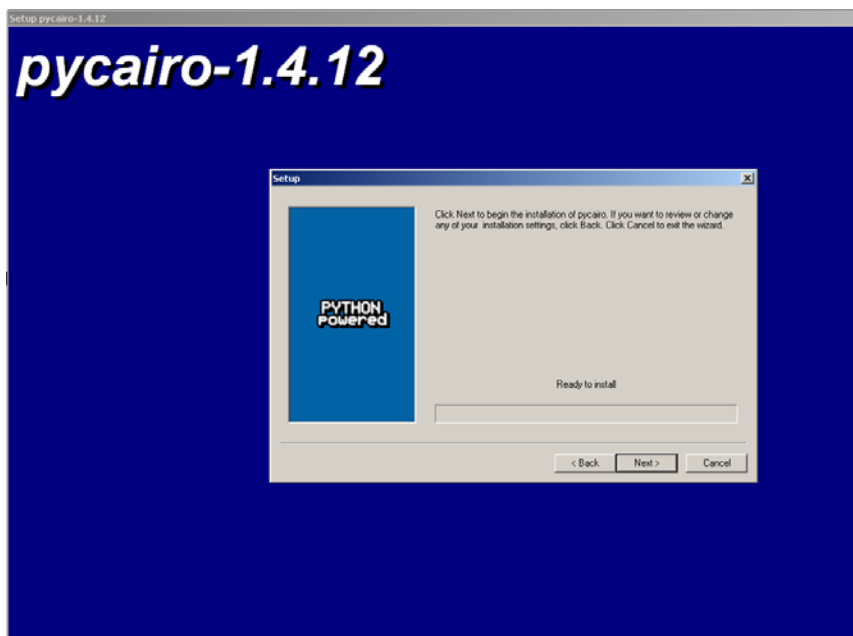 Setup pycairo-1.4.12
pycairo-1.4.12
Setup
Click Next to begin the installation of pycairo. If you want to review or change
any of your installation settings, click Back. Click Cancel to exit the wizard.
PYTHON
Powered
Ready to install
< Back Next > Cancel